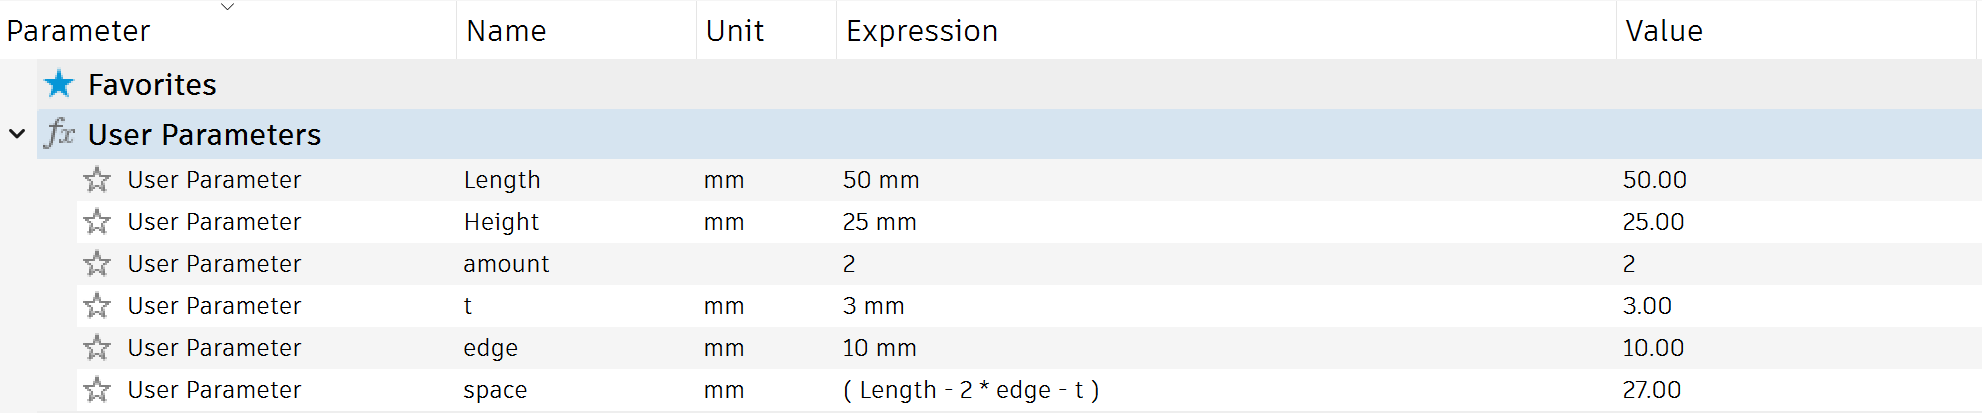 Parameter Name Unit Expression Value
Favorites
fx User Parameters
User Parameter Length mm 50 mm 50.00
User Parameter Height mm 25 mm 25.00
User Parameter amount 2 2
User Parameter t mm 3 mm 3.00
User Parameter edge mm 10 mm 10.00
User Parameter space mm ( Length - 2 * edge - t ) 27.00